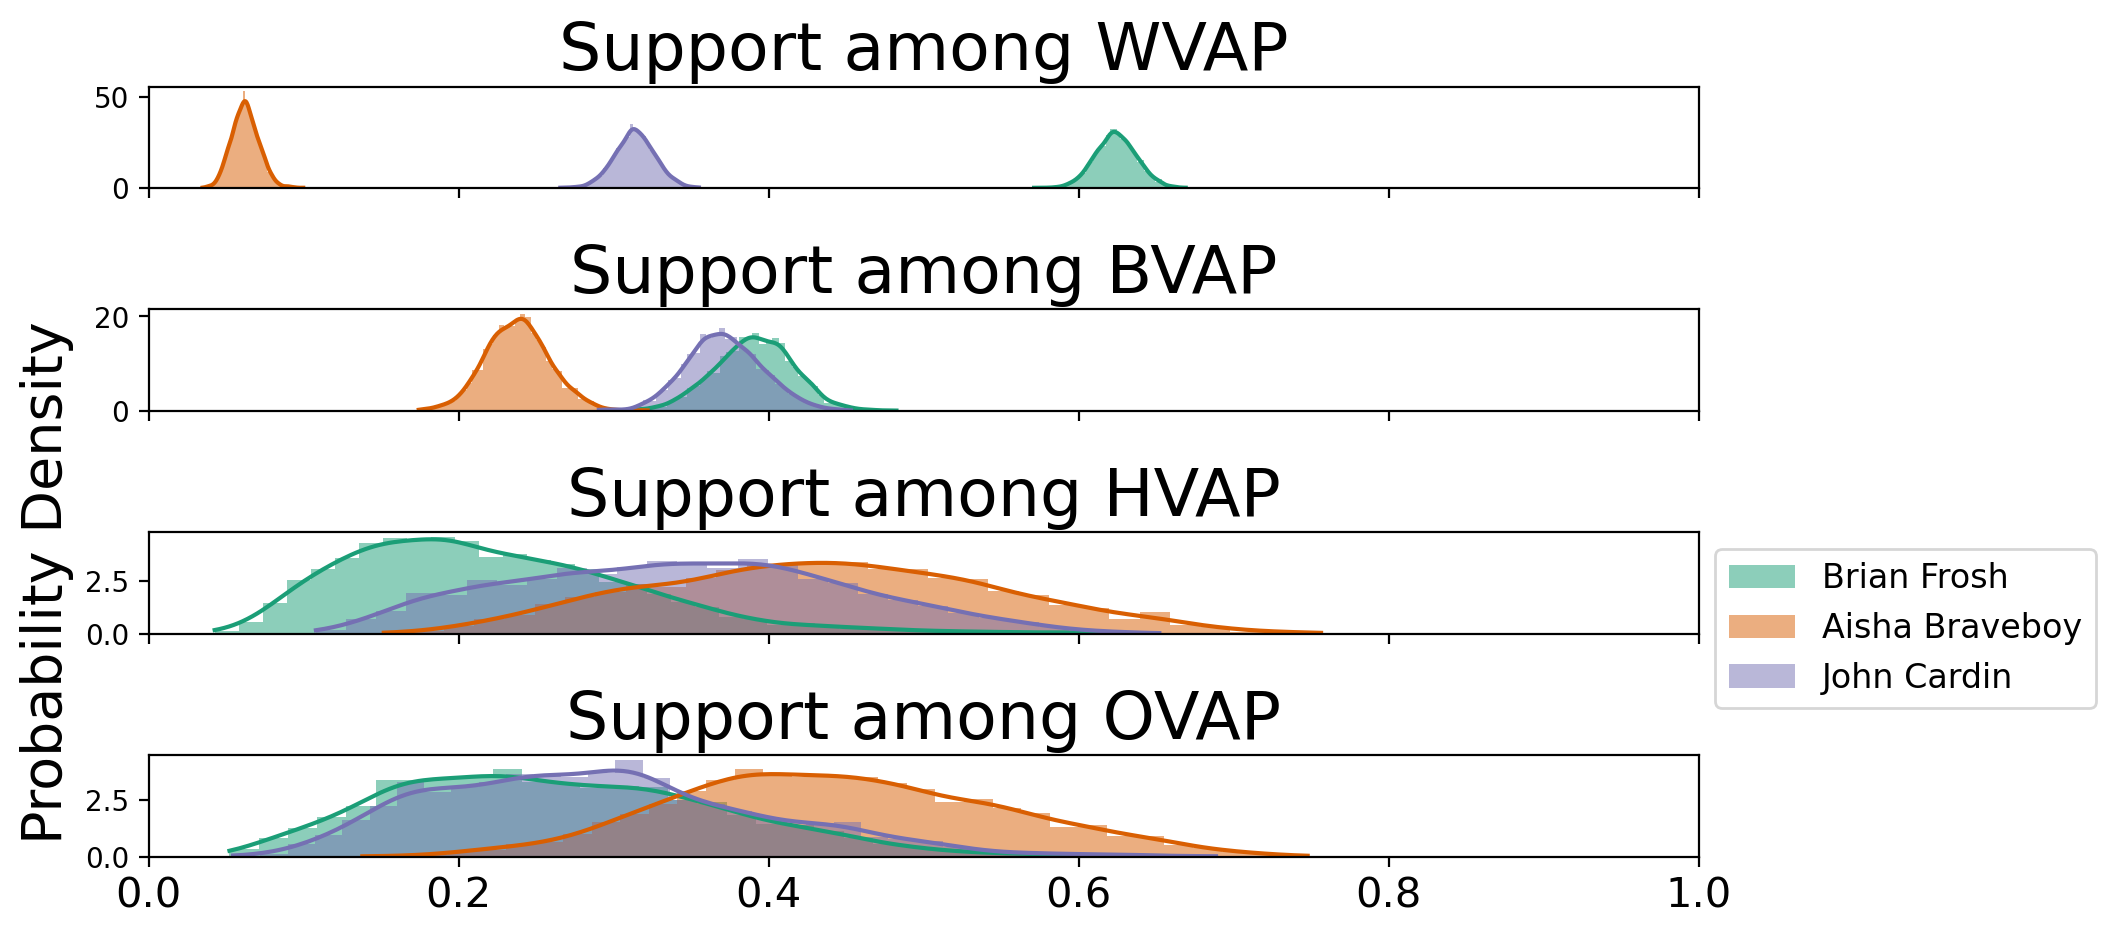 Support among WVAP
50
0
Support among BVAP
20
0
Probability Density
Support among HVAP
2.5
0.0
Brian Frosh
Aisha Braveboy
John Cardin
Support among OVAP
2.5
0.0
0.0 0.2 0.4 0.6 0.8 1.0